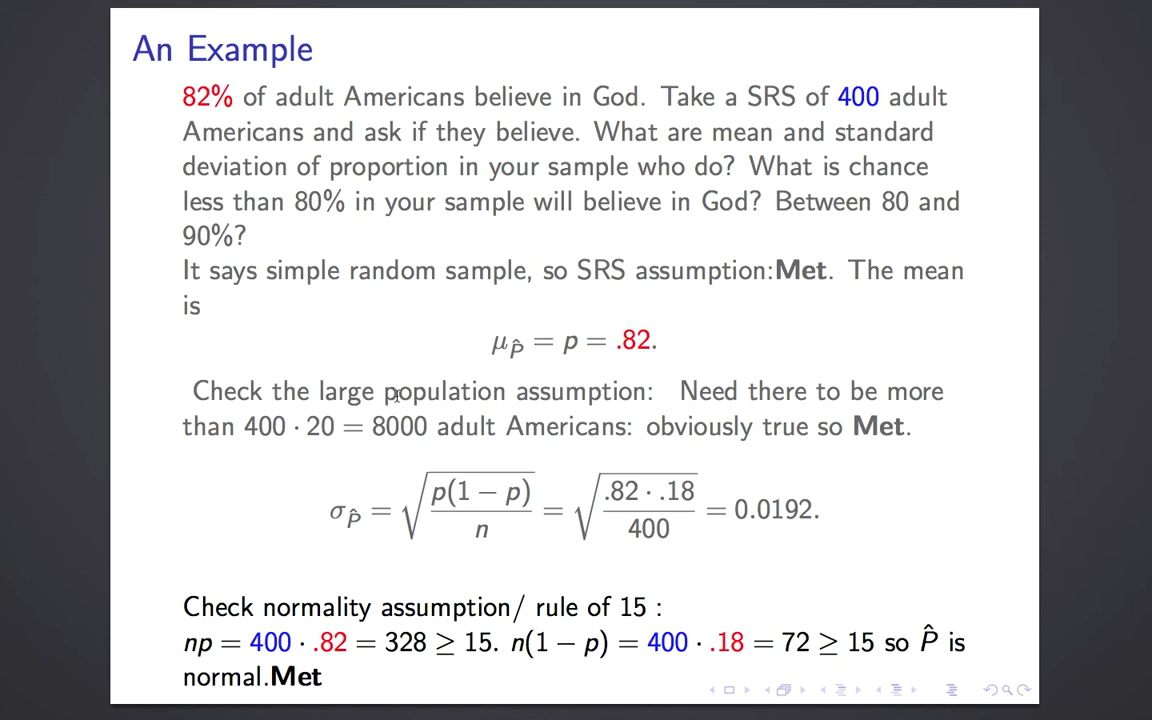 An Example
82% of adult Americans believe in God. Take a SRS of 400 adult
Americans and ask if they believe. What are mean and standard
deviation of proportion in your sample who do? What is chance
less than 80% in your sample will believe in God? Between 80 and
90%?
It says simple random sample, so SRS assumption:Met. The mean
is
μ_P̂ = p = .82.
Check the large population assumption: Need there to be more
than 400 · 20 = 8000 adult Americans: obviously true so Met.
σ_P̂ = √(p(1 − p)/n) = √(.82 · .18/400) = 0.0192.
Check normality assumption/ rule of 15 :
np = 400 · .82 = 328 ≥ 15. n(1 − p) = 400 · .18 = 72 ≥ 15 so P̂ is
normal.Met